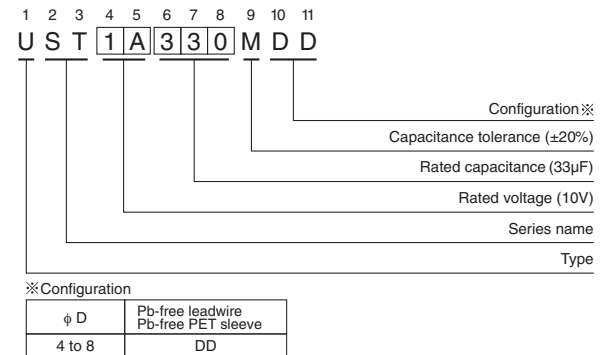 1 2 3 4 5 6 7 8 9 10 11
U S T 1 A 3 3 0 M D D
Configuration※
Capacitance tolerance (±20%)
Rated capacitance (33µF)
Rated voltage (10V)
Series name
Type
※Configuration
ϕ D
Pb-free leadwire
Pb-free PET sleeve
4 to 8 DD